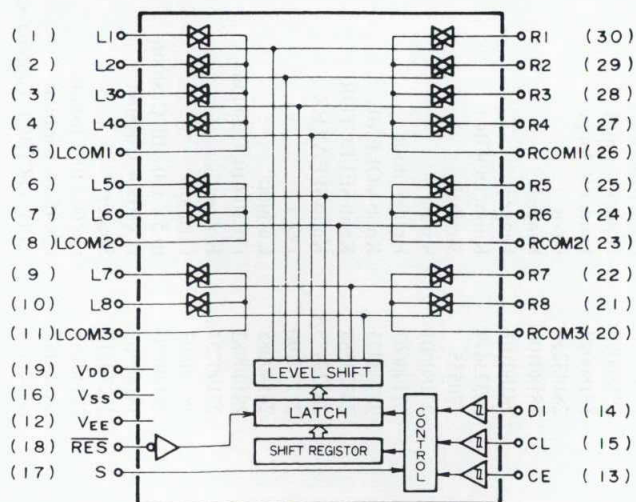 (1) L1 R1 (30)
(2) L2 R2 (29)
(3) L3 R3 (28)
(4) L4 R4 (27)
(5) LCOM1 RCOM1 (26)
(6) L5 R5 (25)
(7) L6 R6 (24)
(8) LCOM2 RCOM2 (23)
(9) L7 R7 (22)
(10) L8 R8 (21)
(11) LCOM3 RCOM3 (20)
(19) VDD LEVEL SHIFT
(16) VSS
(12) VEE LATCH CONTROL DI (14)
(18) RES CL (15)
SHIFT REGISTOR
(17) S CE (13)